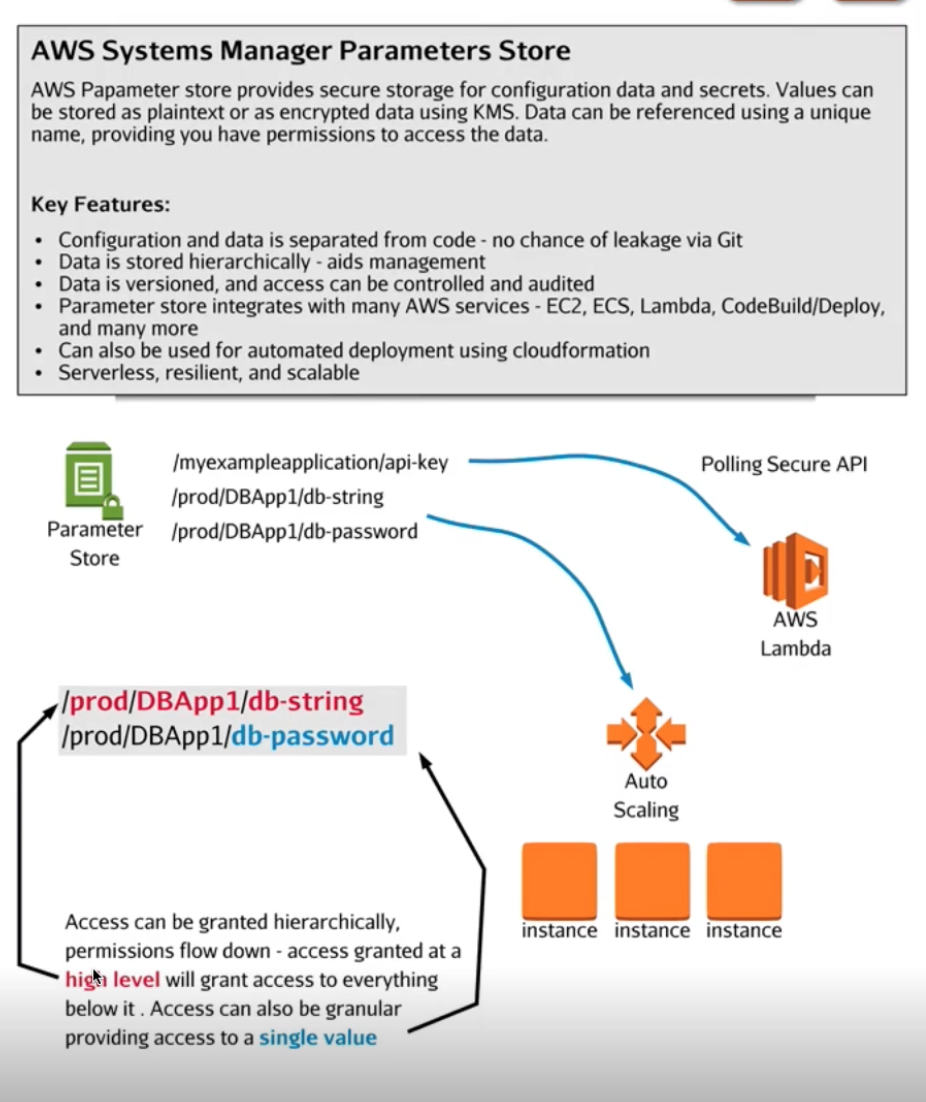 AWS Systems Manager Parameters Store
AWS Papameter store provides secure storage for configuration data and secrets. Values can
be stored as plaintext or as encrypted data using KMS. Data can be referenced using a unique
name, providing you have permissions to access the data.
Key Features:
• Configuration and data is separated from code - no chance of leakage via Git
• Data is stored hierarchically - aids management
• Data is versioned, and access can be controlled and audited
• Parameter store integrates with many AWS services - EC2, ECS, Lambda, CodeBuild/Deploy,
and many more
• Can also be used for automated deployment using cloudformation
• Serverless, resilient, and scalable
Parameter
Store
/myexampleapplication/api-key
/prod/DBApp1/db-string
/prod/DBApp1/db-password
Polling Secure API
AWS
Lambda
/prod/DBApp1/db-string
/prod/DBApp1/db-password
Auto
Scaling
instance instance instance
Access can be granted hierarchically,
permissions flow down - access granted at a
high level will grant access to everything
below it . Access can also be granular
providing access to a single value